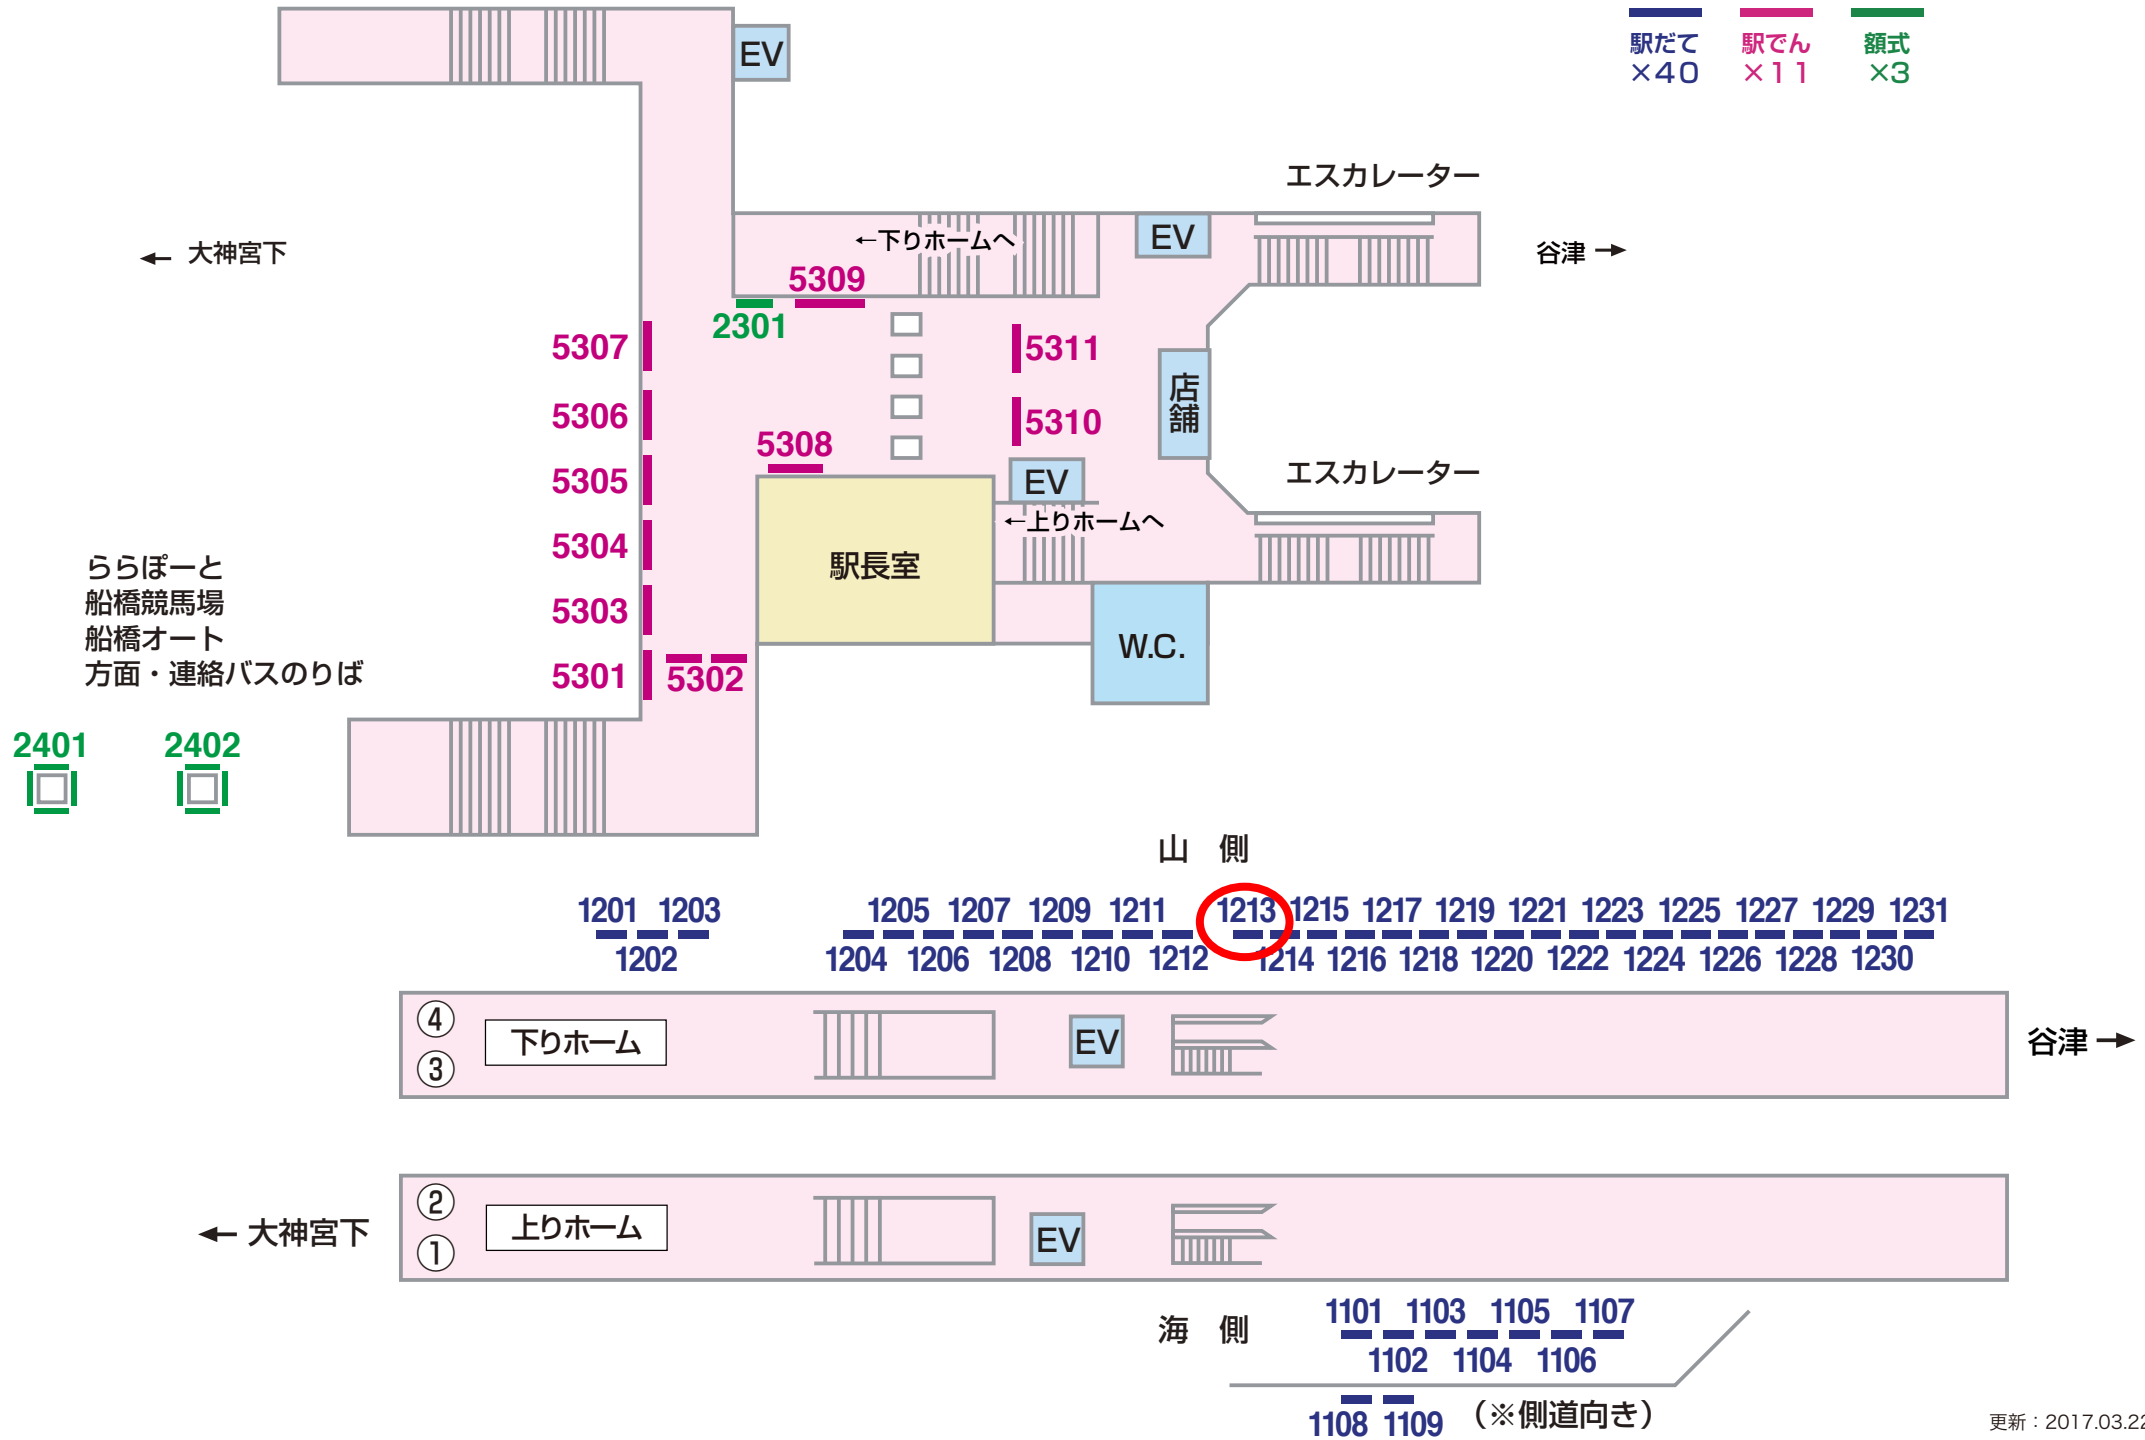 駅だて 駅でん 額式
×40 ×11 ×3
EV
エスカレーター
← 大神宮下
←下りホームへ
EV
谷津 →
5309
2301
5307
5311
店舗
5306
5310
5308
5305
EV
エスカレーター
←上りホームへ
5304
駅長室
ららぽーと
船橋競馬場
船橋オート
方面・連絡バスのりば
5303
W.C.
5301
5302
2401
2402
山 側
1201 1203 1205 1207 1209 1211 1213 1215 1217 1219 1221 1223 1225 1227 1229 1231
1202 1204 1206 1208 1210 1212 1214 1216 1218 1220 1222 1224 1226 1228 1230
④
下りホーム
EV
谷津 →
③
②
上りホーム
← 大神宮下
EV
①
海 側
1101 1103 1105 1107
1102 1104 1106
1108 1109 (※側道向き)
更新：2017.03.22